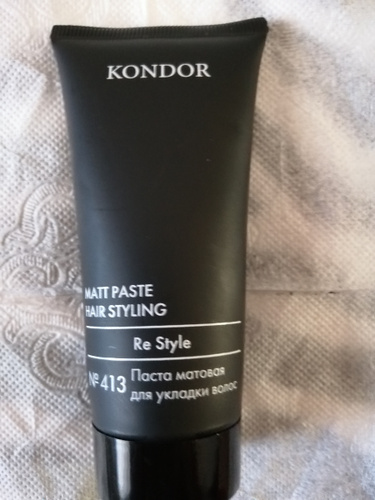 KONDOR
MATT PASTE
HAIR STYLING
Re Style
№ 413 Паста матовая
для укладки волос